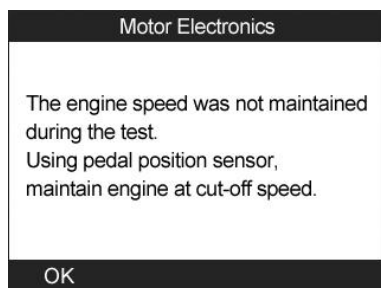 Motor Electronics
The engine speed was not maintained
during the test.
Using pedal position sensor,
maintain engine at cut-off speed.
OK